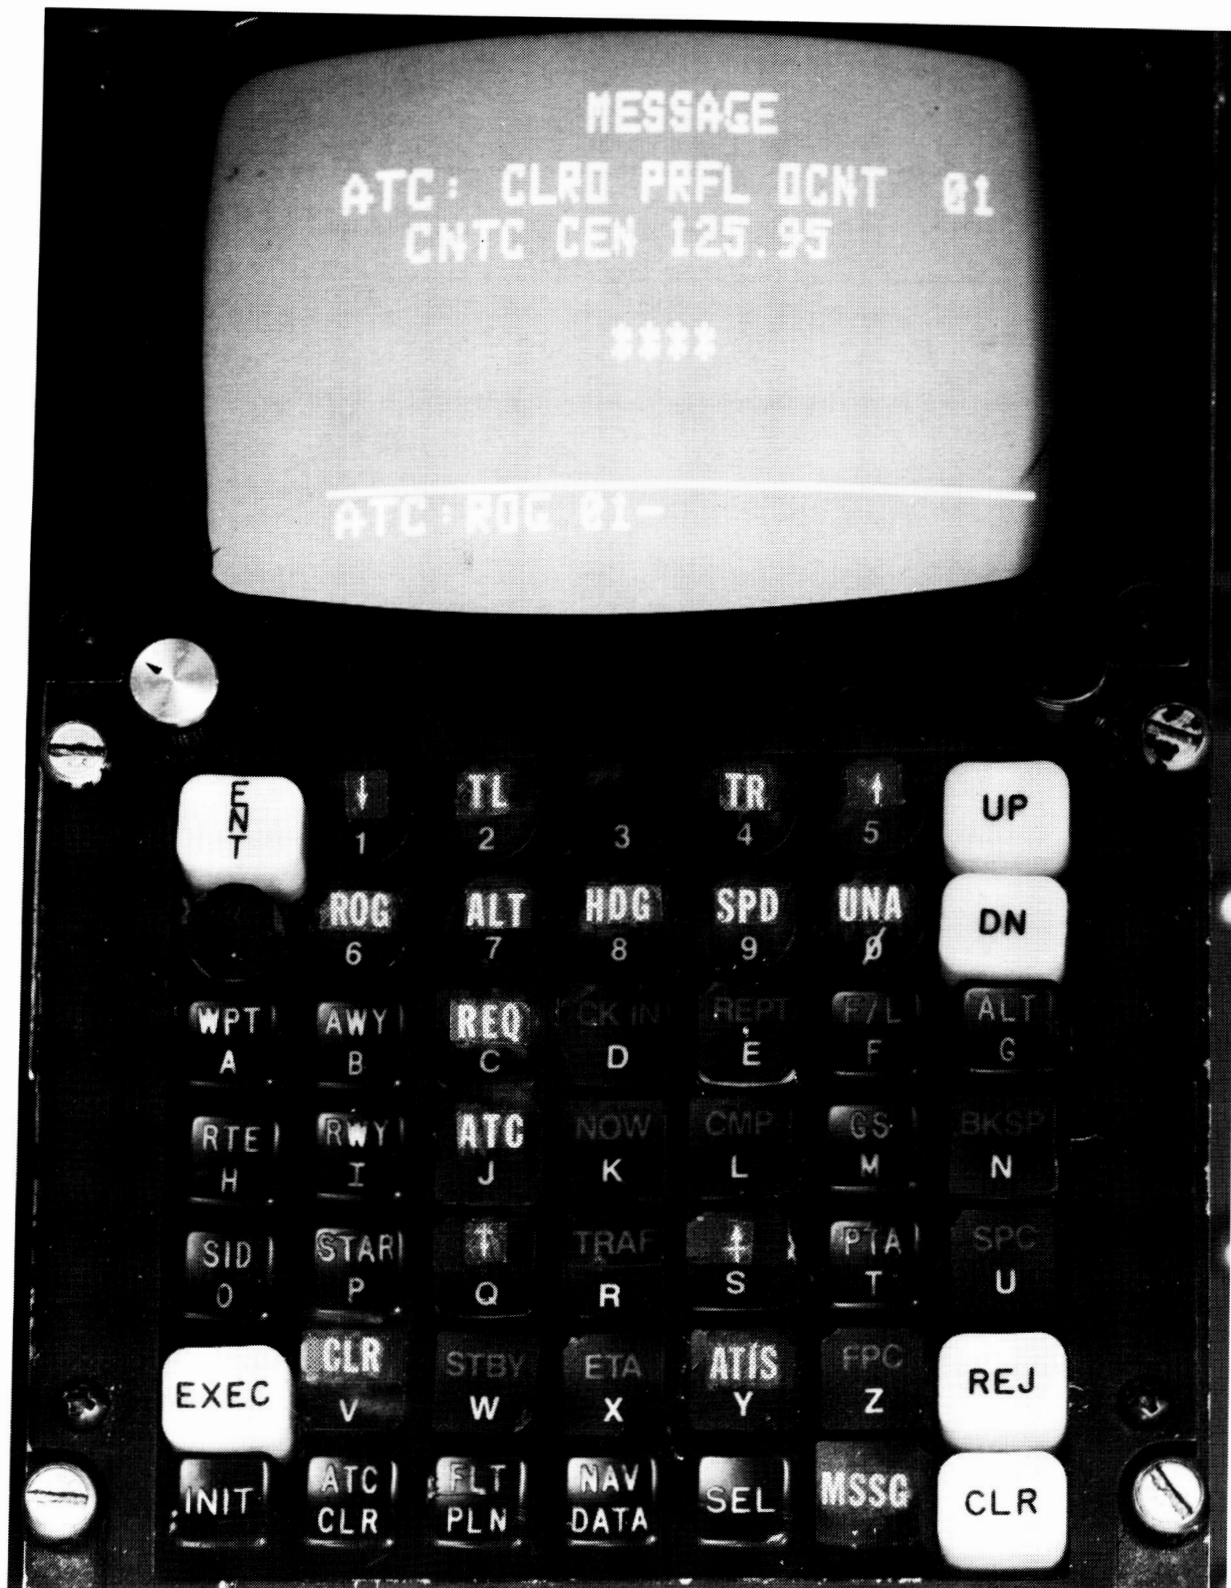 MESSAGE
ATC: CLRD PRFL DCNT 01
CNTC CEN 125.95
****
ATC:ROG 01-
ENT ↓ TL TR ↑ UP
1 2 3 4 5
ROG ALT HDG SPD UNA DN
. 6 7 8 9 0
WPT AWY REQ CK IN REPT F/L ALT
A B C D E F G
RTE RWY ATC NOW CMP GS BKSP
H I J K L M N
SID STAR ↑ TRAF PTA SPC
O P Q R S T U
EXEC CLR STBY ETA ATIS FPC REJ
V W X Y Z
INIT ATC FLT NAV SEL MSSG CLR
CLR PLN DATA